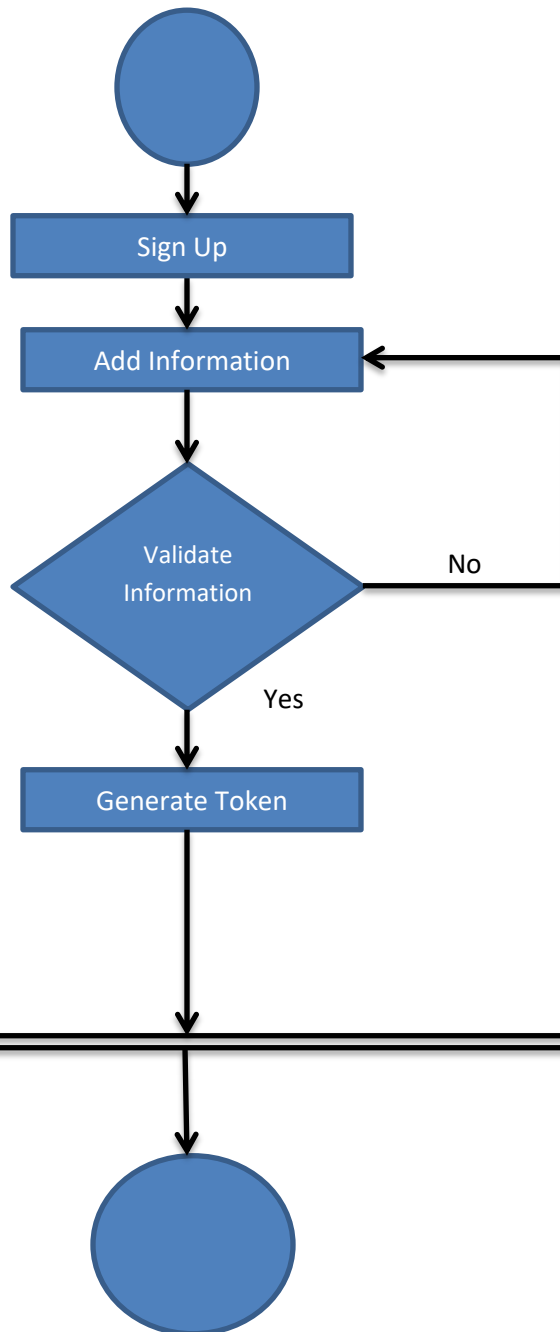 Sign Up
Add Information
Validate
Information
No
Yes
Generate Token